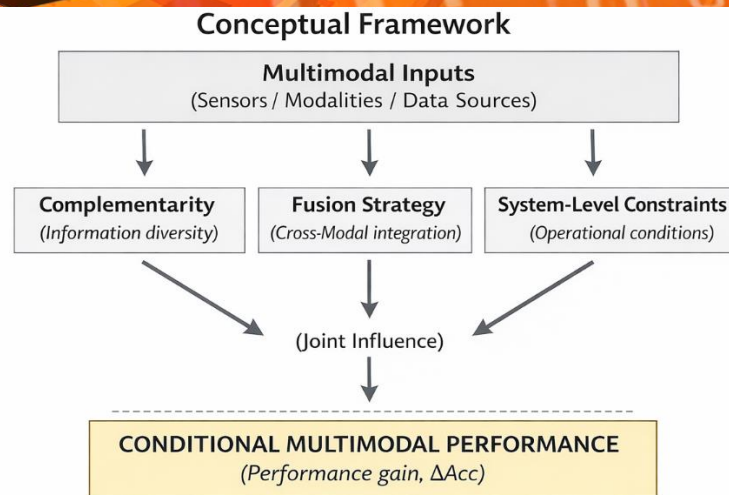 Conceptual Framework
Multimodal Inputs
(Sensors / Modalities / Data Sources)
Complementarity
(Information diversity)
Fusion Strategy
(Cross-Modal integration)
System-Level Constraints
(Operational conditions)
(Joint Influence)
CONDITIONAL MULTIMODAL PERFORMANCE
(Performance gain, ΔAcc)